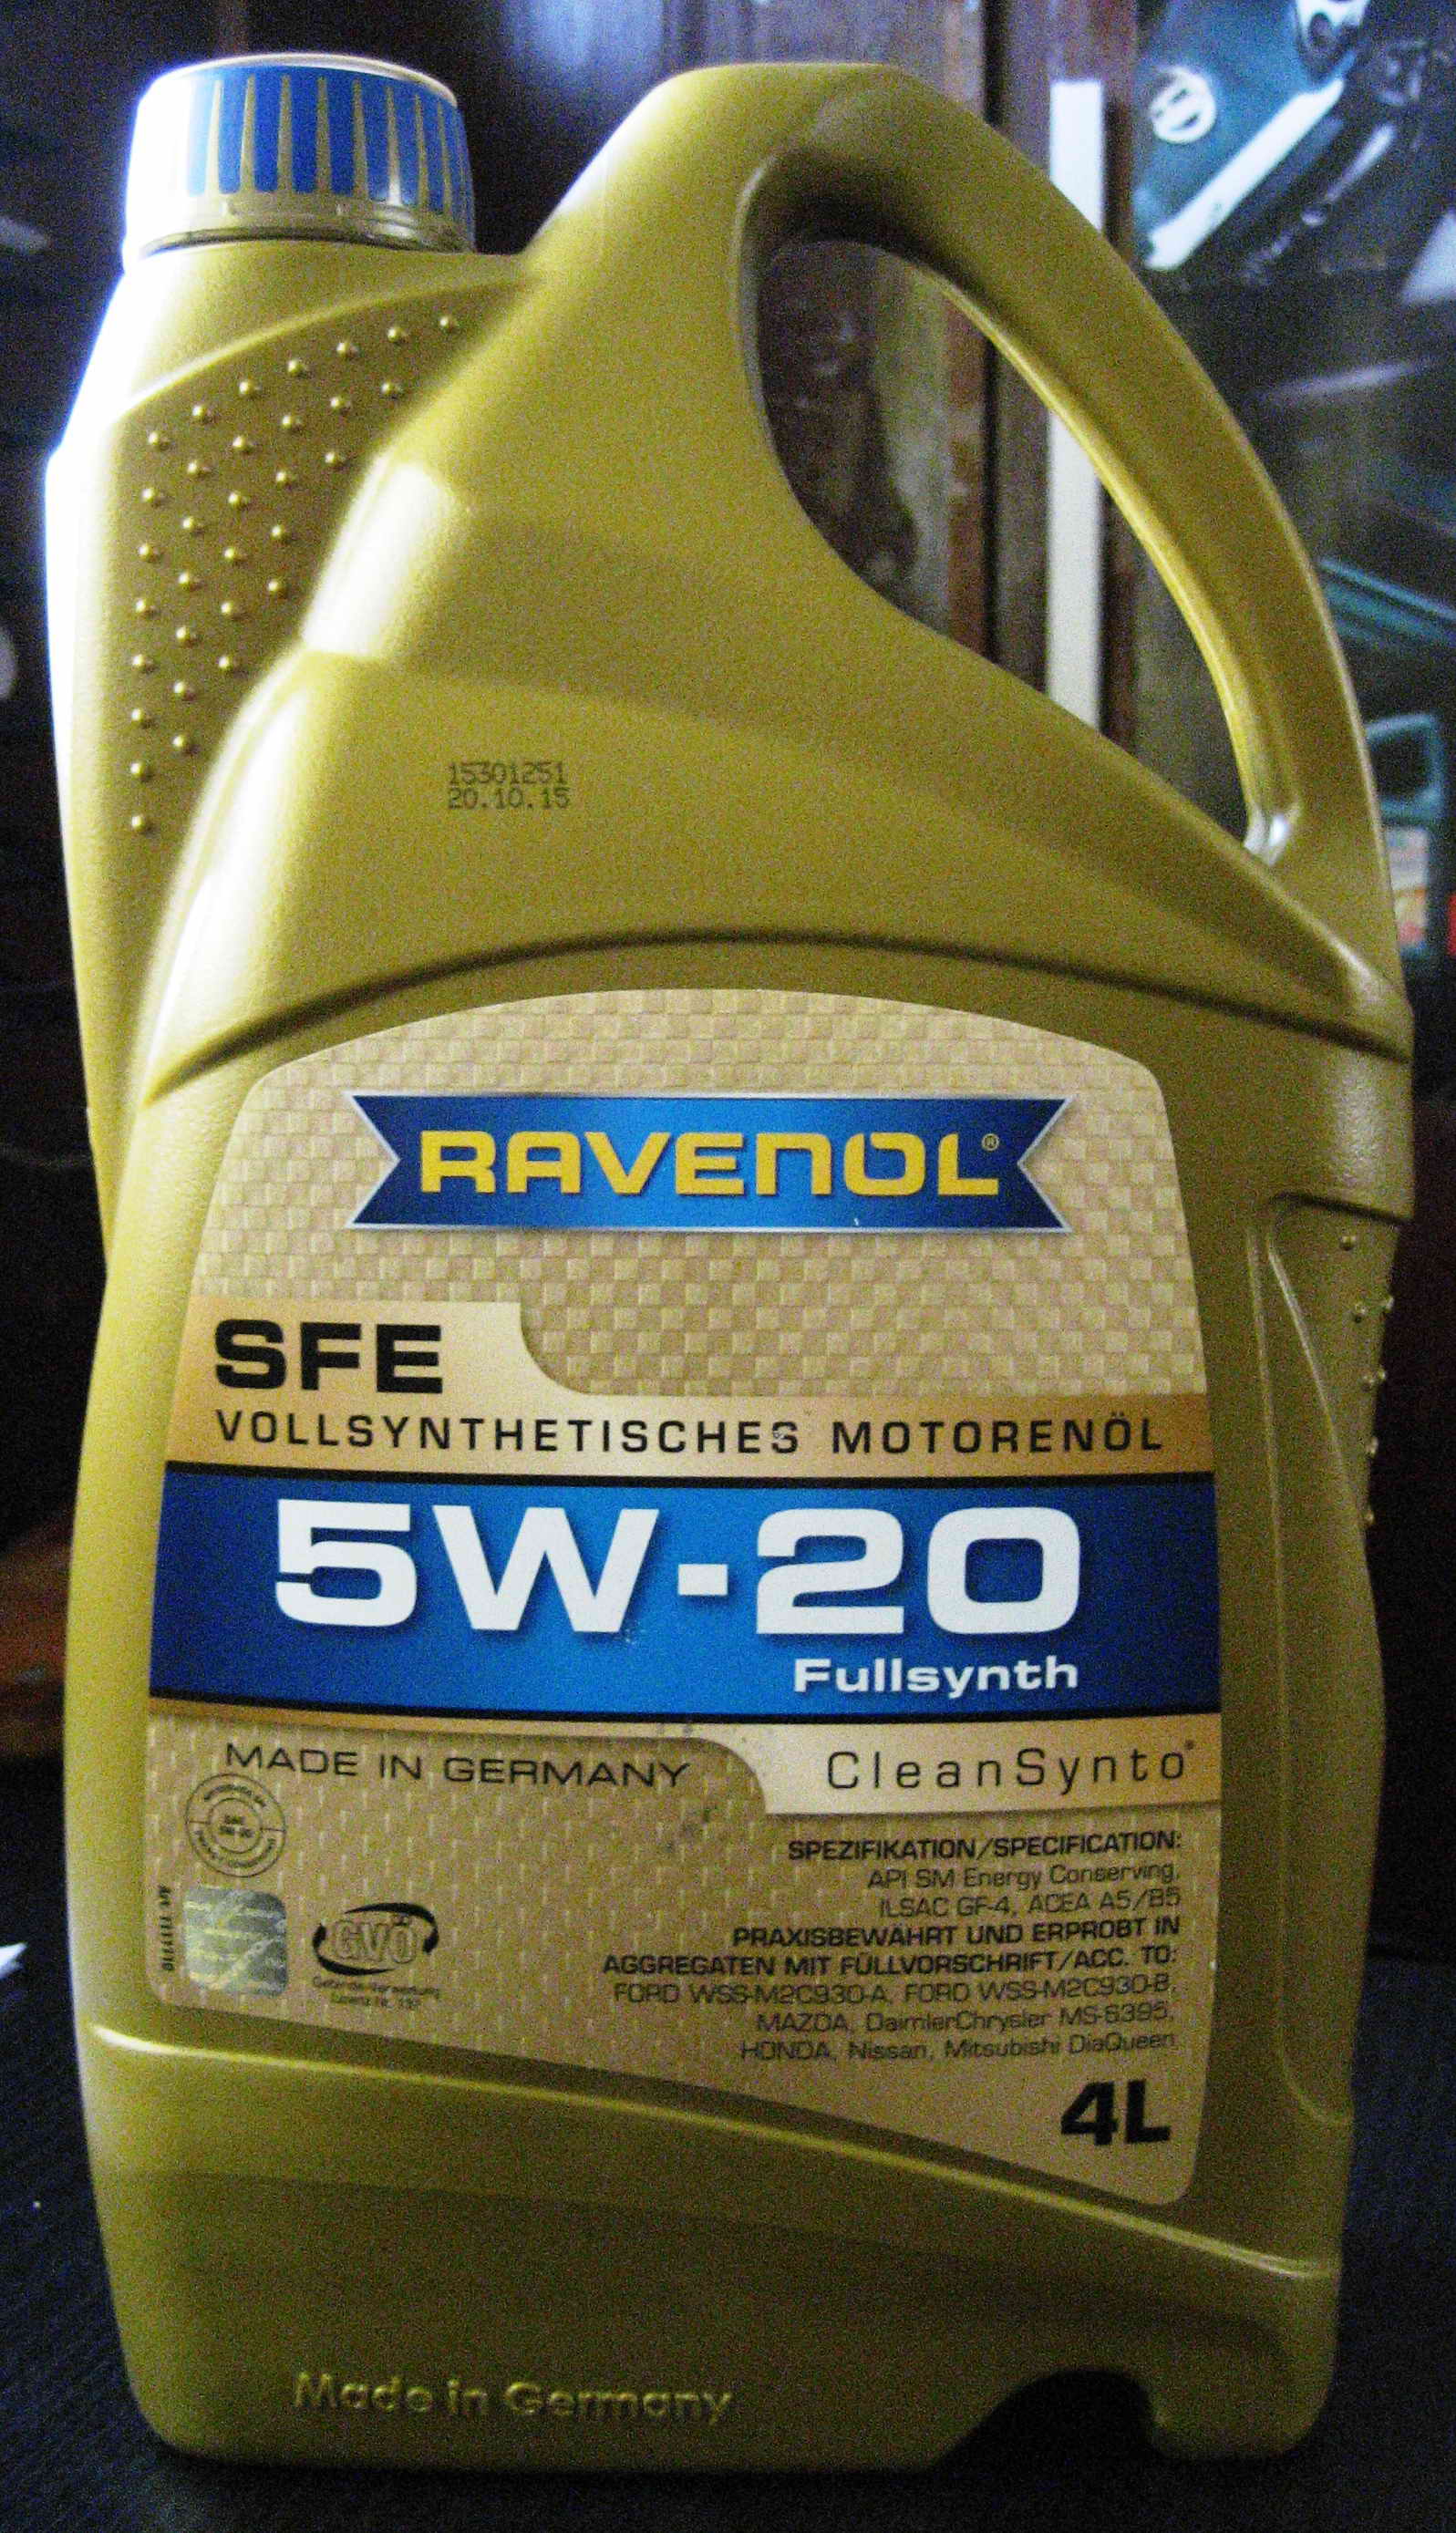 15301251
20.10.15
RAVENOL®
SFE
VOLLSYNTHETISCHES MOTORENÖL
5W-20
Fullsynth
MADE IN GERMANY
CleanSynto®
SPEZIFIKATION/SPECIFICATION:
API SM Energy Conserving,
ILSAC GF-4, ACEA A5/B5
PRAXISBEWÄHRT UND ERPROBT IN
AGGREGATEN MIT FÜLLVORSCHRIFT/ACC. TO:
FORD WSS-M2C930-A, FORD WSS-M2C930-B,
MAZDA, DaimlerChrysler MS-6395,
HONDA, Nissan, Mitsubishi DiaQueen
GVÖ
4L
Made in Germany